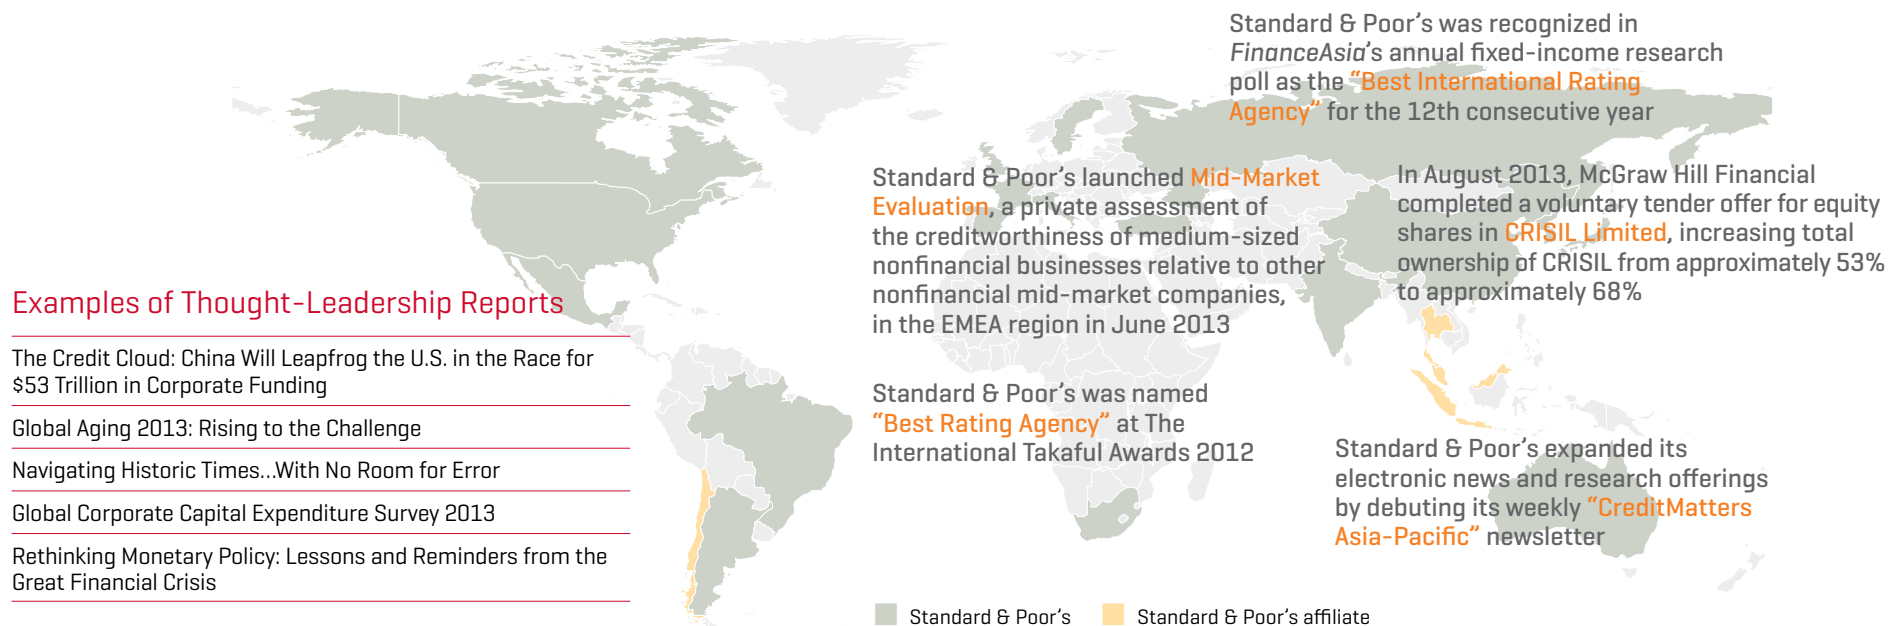 Standard & Poor’s was recognized in
FinanceAsia’s annual fixed-income research
poll as the “Best International Rating
Agency” for the 12th consecutive year
Standard & Poor’s launched Mid-Market
Evaluation, a private assessment of
the creditworthiness of medium-sized
nonfinancial businesses relative to other
nonfinancial mid-market companies,
in the EMEA region in June 2013
In August 2013, McGraw Hill Financial
completed a voluntary tender offer for equity
shares in CRISIL Limited, increasing total
ownership of CRISIL from approximately 53%
to approximately 68%
Examples of Thought-Leadership Reports
The Credit Cloud: China Will Leapfrog the U.S. in the Race for
$53 Trillion in Corporate Funding
Global Aging 2013: Rising to the Challenge
Navigating Historic Times...With No Room for Error
Global Corporate Capital Expenditure Survey 2013
Rethinking Monetary Policy: Lessons and Reminders from the
Great Financial Crisis
Standard & Poor’s was named
“Best Rating Agency” at The
International Takaful Awards 2012
Standard & Poor’s expanded its
electronic news and research offerings
by debuting its weekly “CreditMatters
Asia-Pacific” newsletter
Standard & Poor’s
Standard & Poor’s affiliate